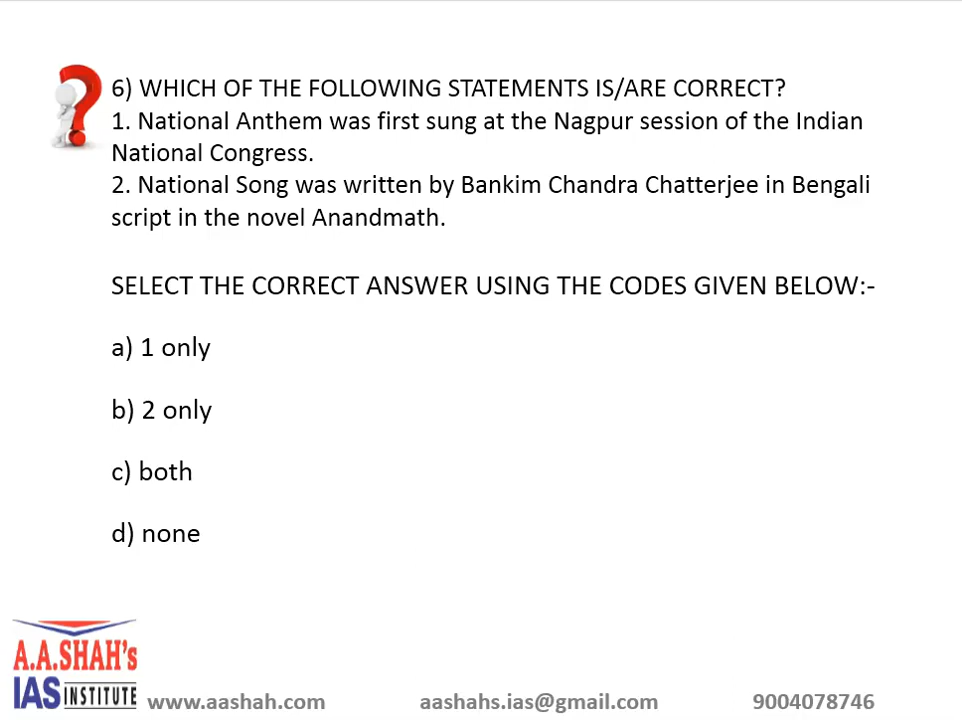 6) WHICH OF THE FOLLOWING STATEMENTS IS/ARE CORRECT?
1. National Anthem was first sung at the Nagpur session of the Indian
National Congress.
2. National Song was written by Bankim Chandra Chatterjee in Bengali
script in the novel Anandmath.
SELECT THE CORRECT ANSWER USING THE CODES GIVEN BELOW:-
a) 1 only
b) 2 only
c) both
d) none
A.A.SHAH's
IAS INSTITUTE
www.aashah.com aashahs.ias@gmail.com 9004078746